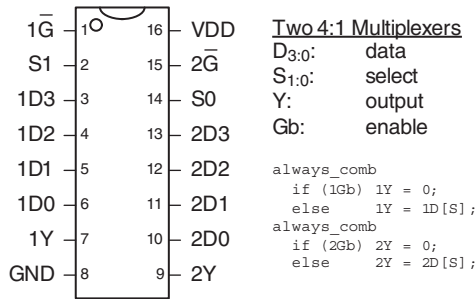 1G̅ 1 16 VDD
S1 2 15 2G̅
1D3 3 14 S0
1D2 4 13 2D3
1D1 5 12 2D2
1D0 6 11 2D1
1Y 7 10 2D0
GND 8 9 2Y
Two 4:1 Multiplexers
D3:0: data
S1:0: select
Y: output
Gb: enable
always_comb
if (1Gb) 1Y = 0;
else 1Y = 1D[S];
always_comb
if (2Gb) 2Y = 0;
else 2Y = 2D[S];